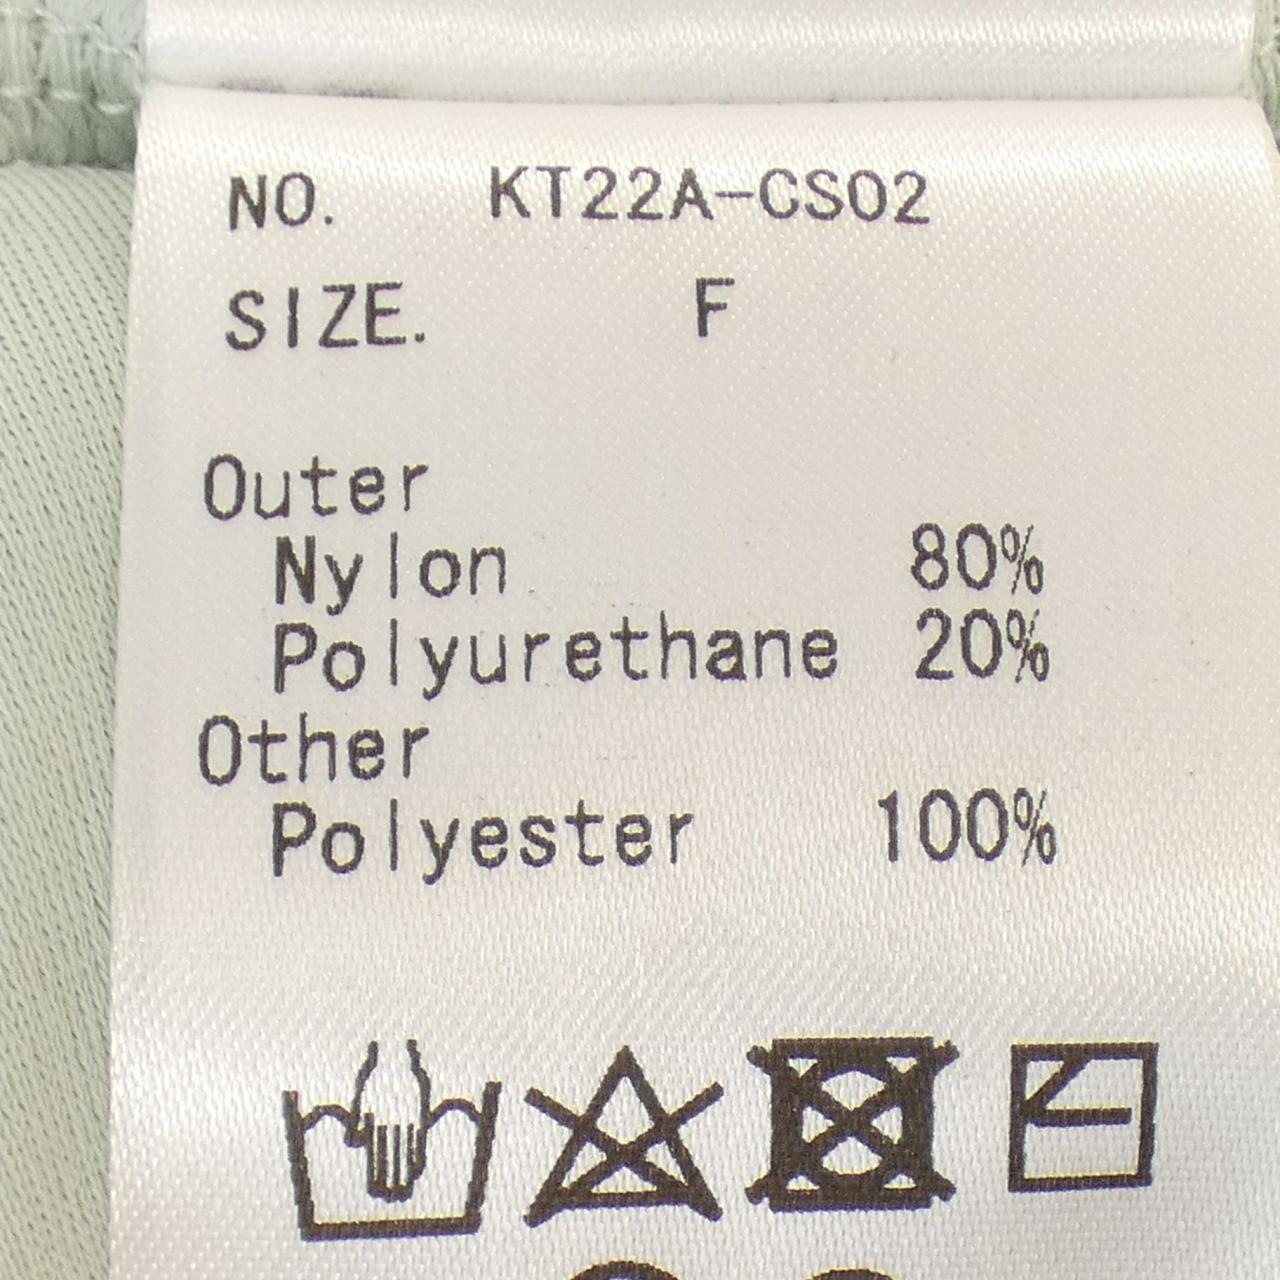 NO. KT22A-CS02
SIZE. F
Outer
Nylon 80%
Polyurethane 20%
Other
Polyester 100%